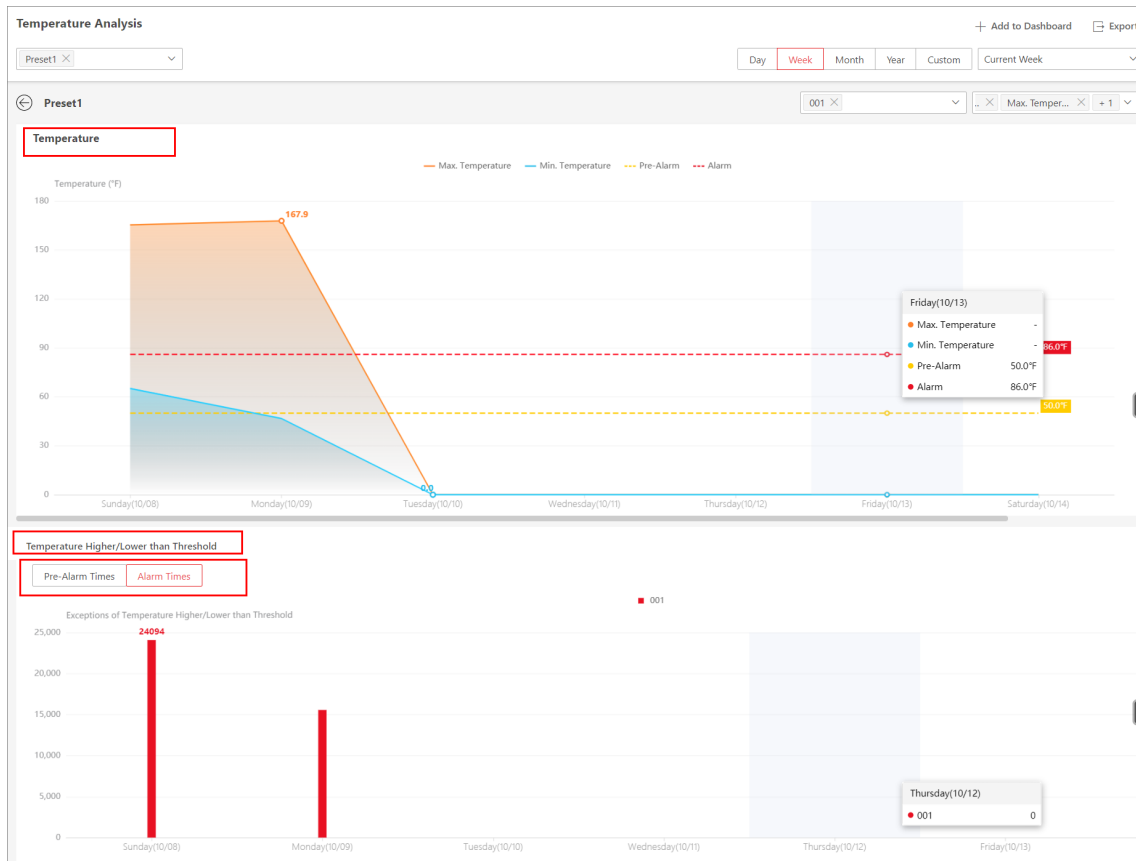 Temperature Analysis
Add to Dashboard
Export
Preset1
Day Week Month Year Custom Current Week
Preset1
001
.. Max. Temper... + 1
Temperature
Max. Temperature Min. Temperature Pre-Alarm Alarm
Temperature (°F)
180
167.9
150
120
Friday(10/13)
Max. Temperature -
Min. Temperature -
Pre-Alarm 50.0°F
Alarm 86.0°F
90
86.0°F
60
50.0°F
30
0
0.0
Sunday(10/08) Monday(10/09) Tuesday(10/10) Wednesday(10/11) Thursday(10/12) Friday(10/13) Saturday(10/14)
Temperature Higher/Lower than Threshold
Pre-Alarm Times Alarm Times
001
Exceptions of Temperature Higher/Lower than Threshold
25,000
24094
20,000
15,000
10,000
5,000
0
Thursday(10/12)
001 0
Sunday(10/08) Monday(10/09) Tuesday(10/10) Wednesday(10/11) Thursday(10/12) Friday(10/13)